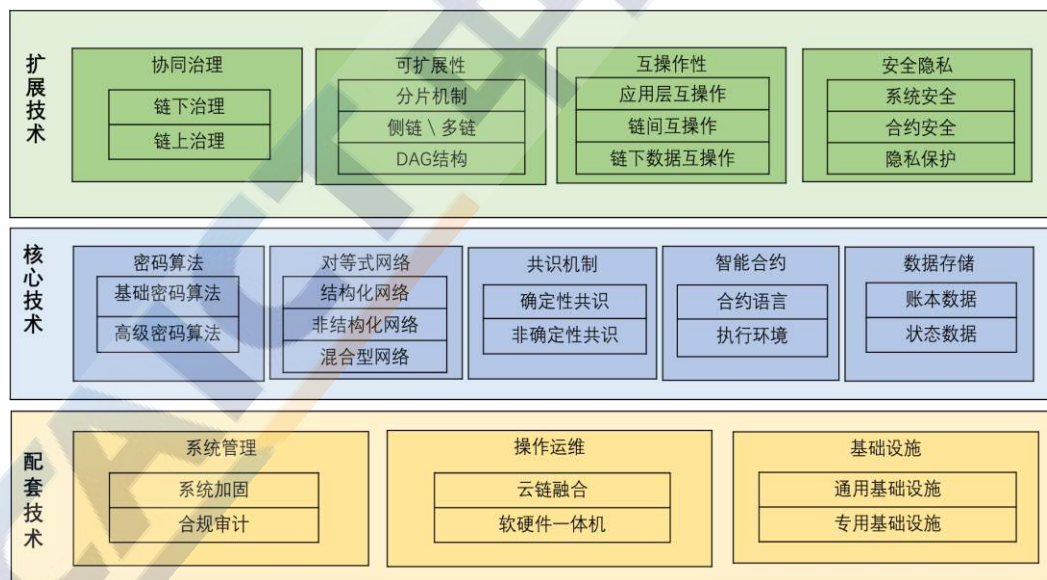 扩展技术
协同治理
链下治理
链上治理
可扩展性
分片机制
侧链 \ 多链
DAG结构
互操作性
应用层互操作
链间互操作
链下数据互操作
安全隐私
系统安全
合约安全
隐私保护
核心技术
密码算法
基础密码算法
高级密码算法
对等式网络
结构化网络
非结构化网络
混合型网络
共识机制
确定性共识
非确定性共识
智能合约
合约语言
执行环境
数据存储
账本数据
状态数据
配套技术
系统管理
系统加固
合规审计
操作运维
云链融合
软硬件一体机
基础设施
通用基础设施
专用基础设施
CAICT